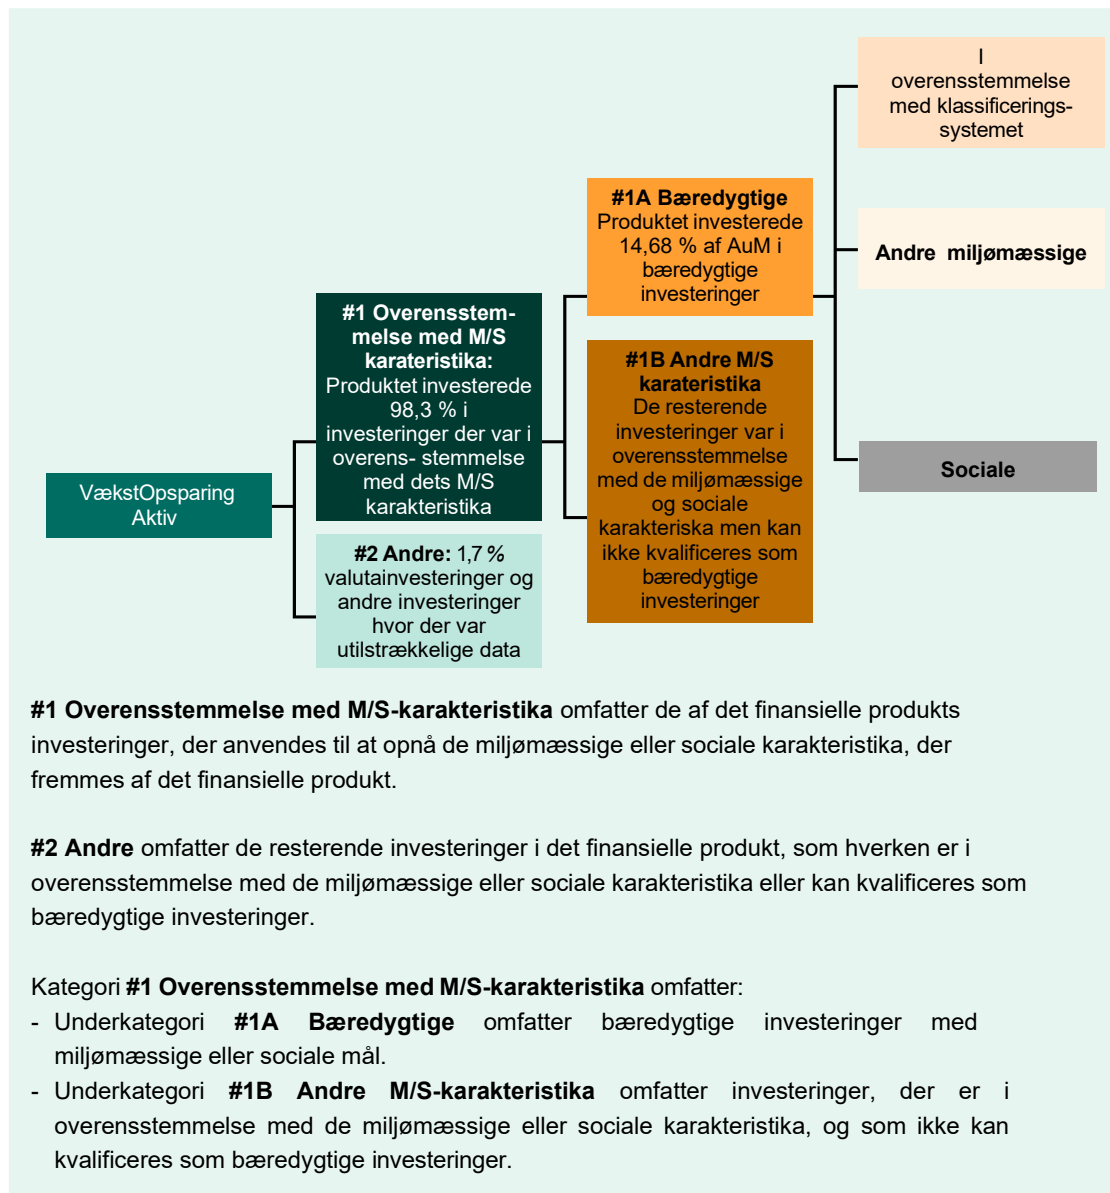 I
overensstemmelse
med klassificerings-
systemet
#1A Bæredygtige
Produktet investerede
14,68 % af AuM i
bæredygtige
investeringer
Andre miljømæssige
#1 Overensstem-
melse med M/S
karateristika:
Produktet investerede
98,3 % i
investeringer der var i
overens- stemmelse
med dets M/S
karakteristika
#1B Andre M/S
karateristika
De resterende
investeringer var i
overensstemmelse
med de miljømæssige
og sociale
karakteriska men kan
ikke kvalificeres som
bæredygtige
investeringer
Sociale
VækstOpsparing
Aktiv
#2 Andre: 1,7 %
valutainvesteringer og
andre investeringer
hvor der var
utilstrækkelige data
#1 Overensstemmelse med M/S-karakteristika omfatter de af det finansielle produkts
investeringer, der anvendes til at opnå de miljømæssige eller sociale karakteristika, der
fremmes af det finansielle produkt.
#2 Andre omfatter de resterende investeringer i det finansielle produkt, som hverken er i
overensstemmelse med de miljømæssige eller sociale karakteristika eller kan kvalificeres som
bæredygtige investeringer.
Kategori #1 Overensstemmelse med M/S-karakteristika omfatter:
- Underkategori #1A Bæredygtige omfatter bæredygtige investeringer med
miljømæssige eller sociale mål.
- Underkategori #1B Andre M/S-karakteristika omfatter investeringer, der er i
overensstemmelse med de miljømæssige eller sociale karakteristika, og som ikke kan
kvalificeres som bæredygtige investeringer.